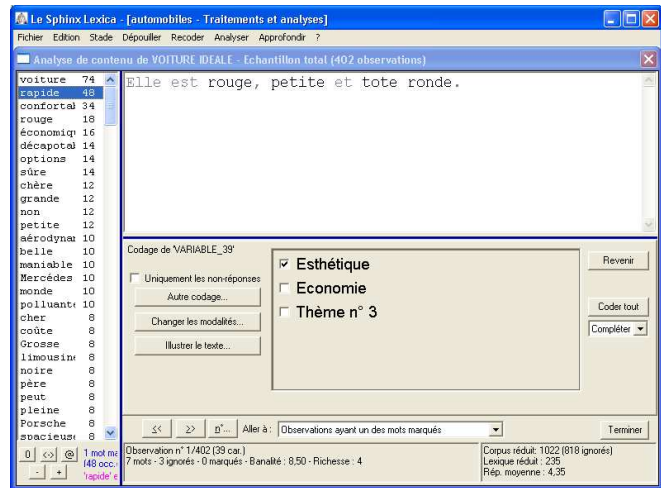 Le Sphinx Lexica - [automobiles - Traitements et analyses]
Fichier Edition Stade Dépouiller Recoder Analyser Approfondir ?
Analyse de contenu de VOITURE IDEALE - Echantillon total (402 observations)
voiture 74
rapide 48
confortal 34
rouge 18
économiqu 16
décapotal 14
options 14
sûre 14
chère 12
grande 12
non 12
petite 12
aérodynam 10
belle 10
maniable 10
Mercédes 10
monde 10
polluante 10
cher 8
coûte 8
Grosse 8
limousine 8
noire 8
père 8
peut 8
pleine 8
Porsche 8
spacieuse 8
0 <·> @
- +
1 mot ma
(48 occ.
'rapide' e
Elle est rouge, petite et tote ronde.
Codage de 'VARIABLE_39'
Uniquement les non-réponses
Autre codage...
Changer les modalités...
Illustrer le texte...
Esthétique
Economie
Thème n° 3
Revenir
Coder tout
Compléter
<< >> n°... Aller à : Observations ayant un des mots marqués Terminer
Observation n° 1/402 (39 car.)
7 mots - 3 ignorés - 0 marqués - Banalité : 8,50 - Richesse : 4
Corpus réduit: 1022 (818 ignorés)
Lexique réduit : 235
Rép. moyenne : 4,35